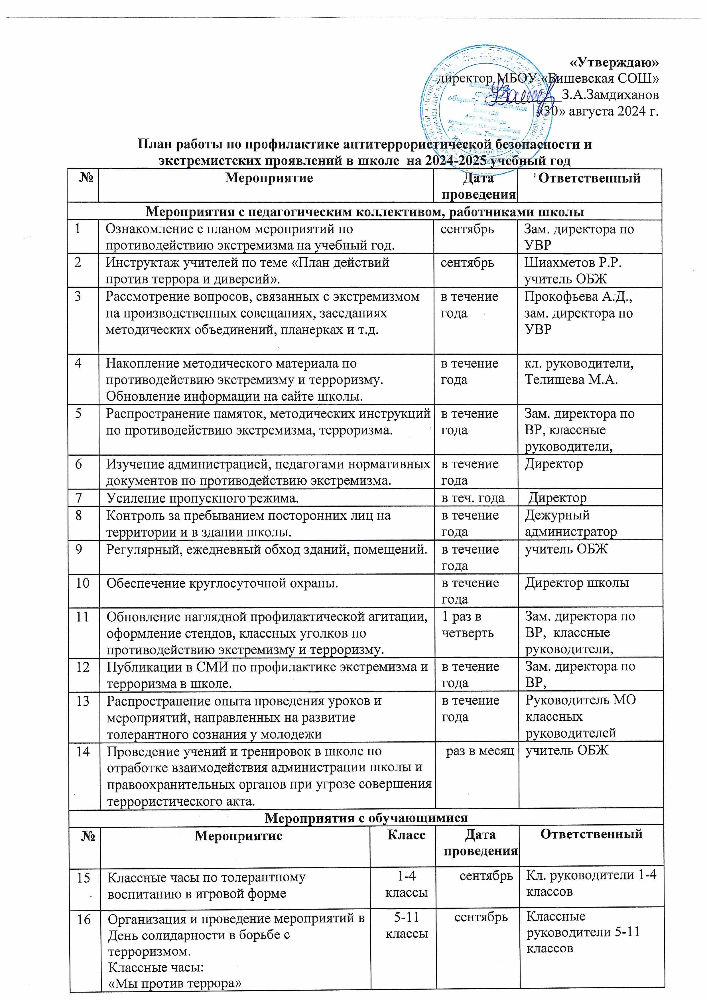 «Утверждаю»
директор МБОУ «Бишевская СОШ»
З.А.Замдиханов
«30» августа 2024 г.
План работы по профилактике антитеррористической безопасности и
экстремистских проявлений в школе на 2024-2025 учебный год
№ Мероприятие Дата проведения Ответственный
Мероприятия с педагогическим коллективом, работниками школы
1 Ознакомление с планом мероприятий по сентябрь Зам. директора по
противодействию экстремизма на учебный год. УВР
2 Инструктаж учителей по теме «План действий сентябрь Шиахметов Р.Р.
против террора и диверсий». учитель ОБЖ
3 Рассмотрение вопросов, связанных с экстремизмом в течение Прокофьева А.Д.,
на производственных совещаниях, заседаниях года зам. директора по
методических объединений, планерках и т.д. УВР
4 Накопление методического материала по в течение кл. руководители,
противодействию экстремизму и терроризму. года Телишева М.А.
Обновление информации на сайте школы.
5 Распространение памяток, методических инструкций в течение Зам. директора по
по противодействию экстремизма, терроризма. года ВР, классные
руководители,
6 Изучение администрацией, педагогами нормативных в течение Директор
документов по противодействию экстремизма. года
7 Усиление пропускного режима. в теч. года Директор
8 Контроль за пребыванием посторонних лиц на в течение Дежурный
территории и в здании школы. года администратор
9 Регулярный, ежедневный обход зданий, помещений. в течение учитель ОБЖ
года
10 Обеспечение круглосуточной охраны. в течение Директор школы
года
11 Обновление наглядной профилактической агитации, 1 раз в Зам. директора по
оформление стендов, классных уголков по четверть ВР, классные
противодействию экстремизму и терроризму. руководители,
12 Публикации в СМИ по профилактике экстремизма и в течение Зам. директора по
терроризма в школе. года ВР,
13 Распространение опыта проведения уроков и в течение Руководитель МО
мероприятий, направленных на развитие года классных
толерантного сознания у молодежи руководителей
14 Проведение учений и тренировок в школе по раз в месяц учитель ОБЖ
отработке взаимодействия администрации школы и
правоохранительных органов при угрозе совершения
террористического акта.
Мероприятия с обучающимися
№ Мероприятие Класс Дата Ответственный
проведения
15 Классные часы по толерантному 1-4 сентябрь Кл. руководители 1-4
воспитанию в игровой форме классы классов
16 Организация и проведение мероприятий в 5-11 сентябрь Классные
День солидарности в борьбе с классы руководители 5-11
терроризмом. классов
Классные часы:
«Мы против террора»